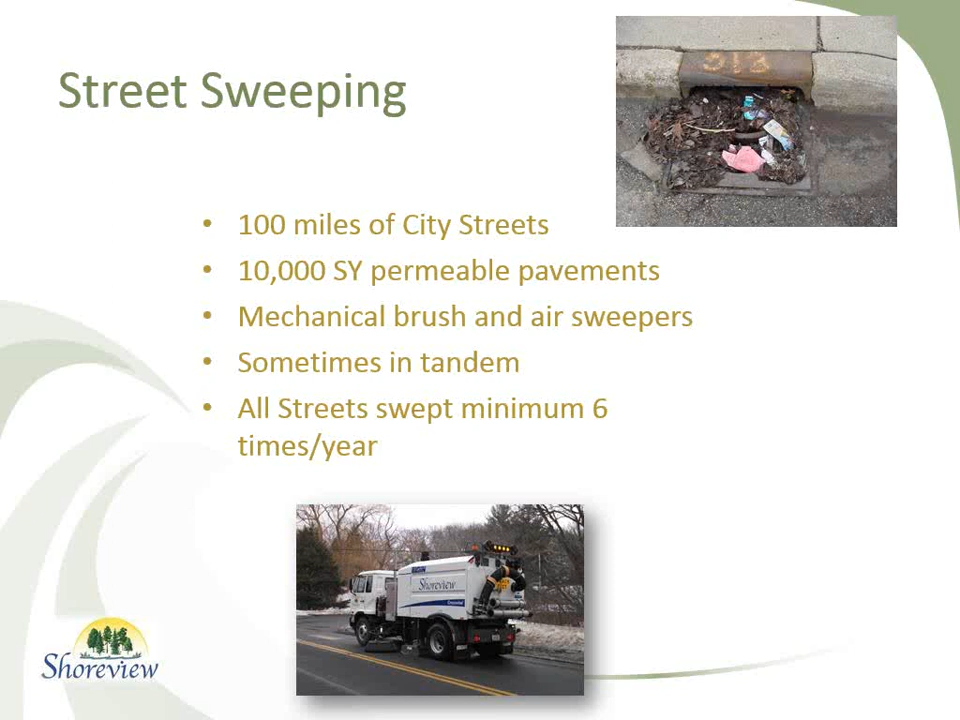 Street Sweeping
• 100 miles of City Streets
• 10,000 SY permeable pavements
• Mechanical brush and air sweepers
• Sometimes in tandem
• All Streets swept minimum 6
times/year
Shoreview
Shoreview